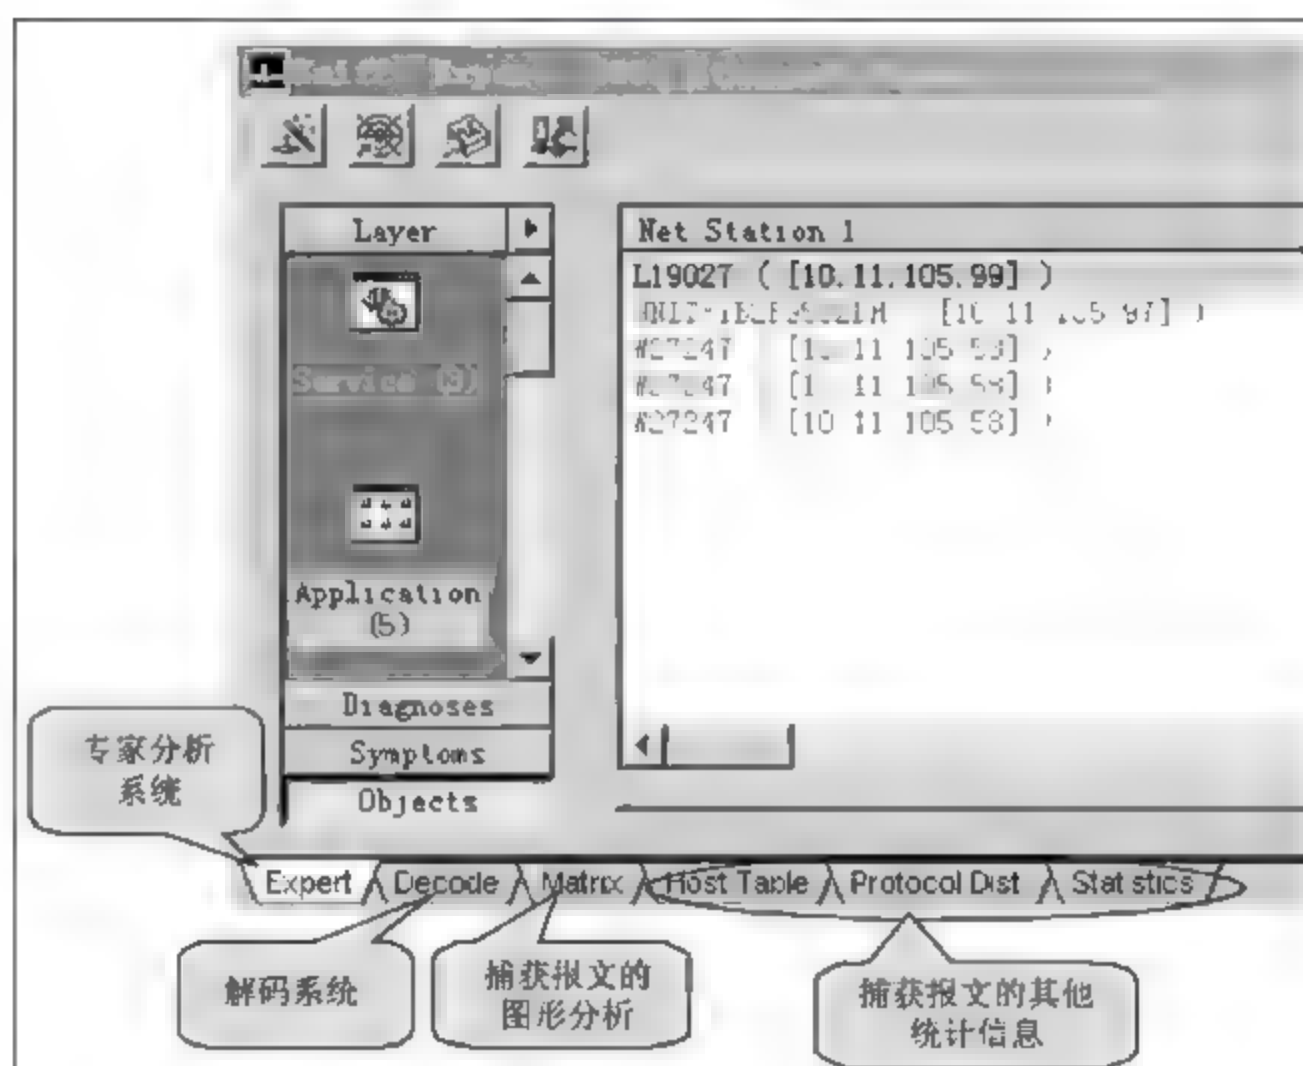 Layer
Net Station 1
L19027 ( [10.11.105.99] )
Service (3)
[10 11 105 58]
Application
(5)
Diagnoses
Symptoms
Objects
专家分析
系统
Expert
Decode
Matrix
Host Table
Protocol Dist
Statistics
解码系统
捕获报文的
图形分析
捕获报文的其他
统计信息